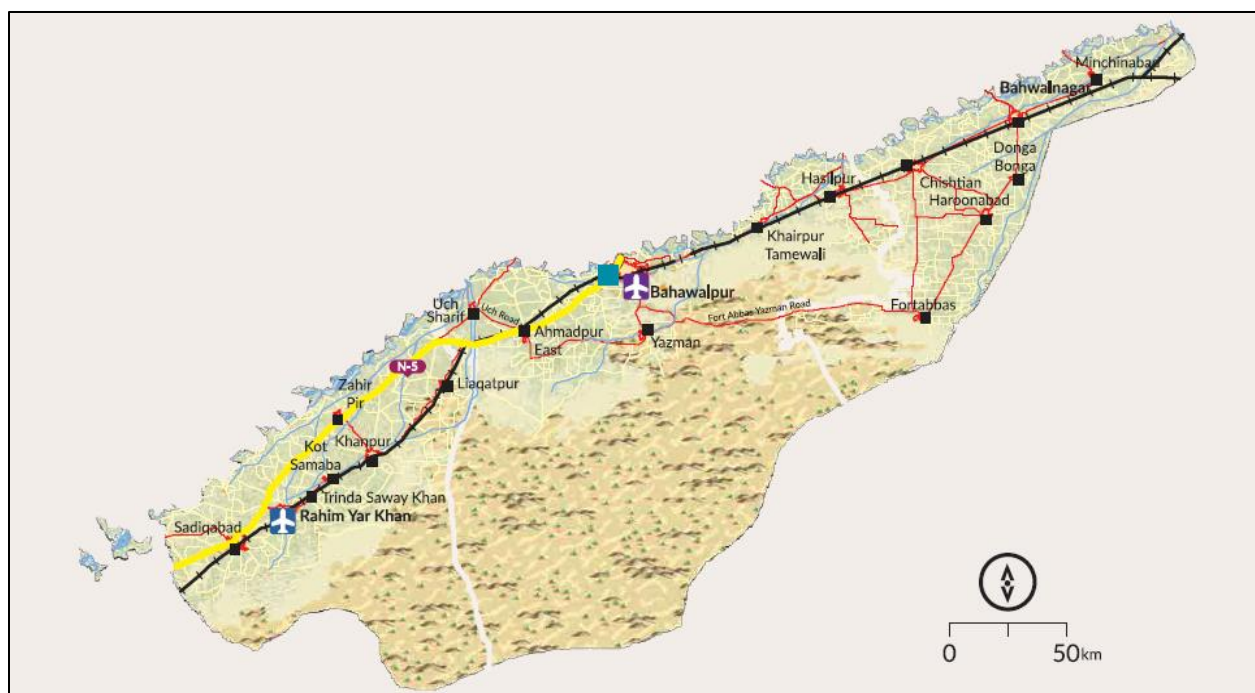 Minchinabad
Bahwalnagar
Donga
Bonga
Hasilpur
Chishtian
Haroonabad
Khairpur
Tamewali
Bahawalpur
Fort Abbas Yazman Road
Fortabbas
Uch
Sharif
Uch Road
Ahmadpur
East
Yazman
N-5
Liaqatpur
Zahir
Pir
Khanpur
Kot
Samaba
Trinda Saway Khan
Rahim Yar Khan
Sadiqabad
0 50km